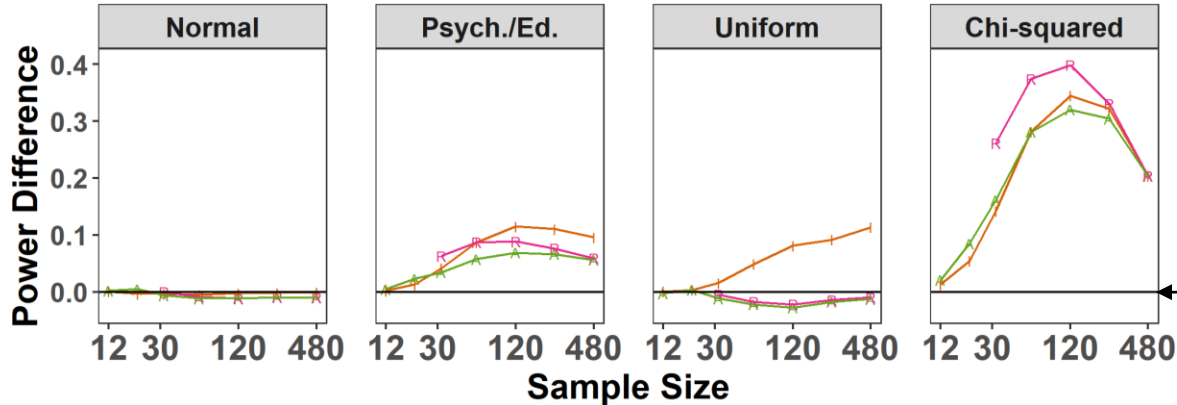 Normal Psych./Ed. Uniform Chi-squared
Power Difference
0.4
0.3
0.2
0.1
0.0
12 30 120 480 12 30 120 480 12 30 120 480 12 30 120 480
Sample Size